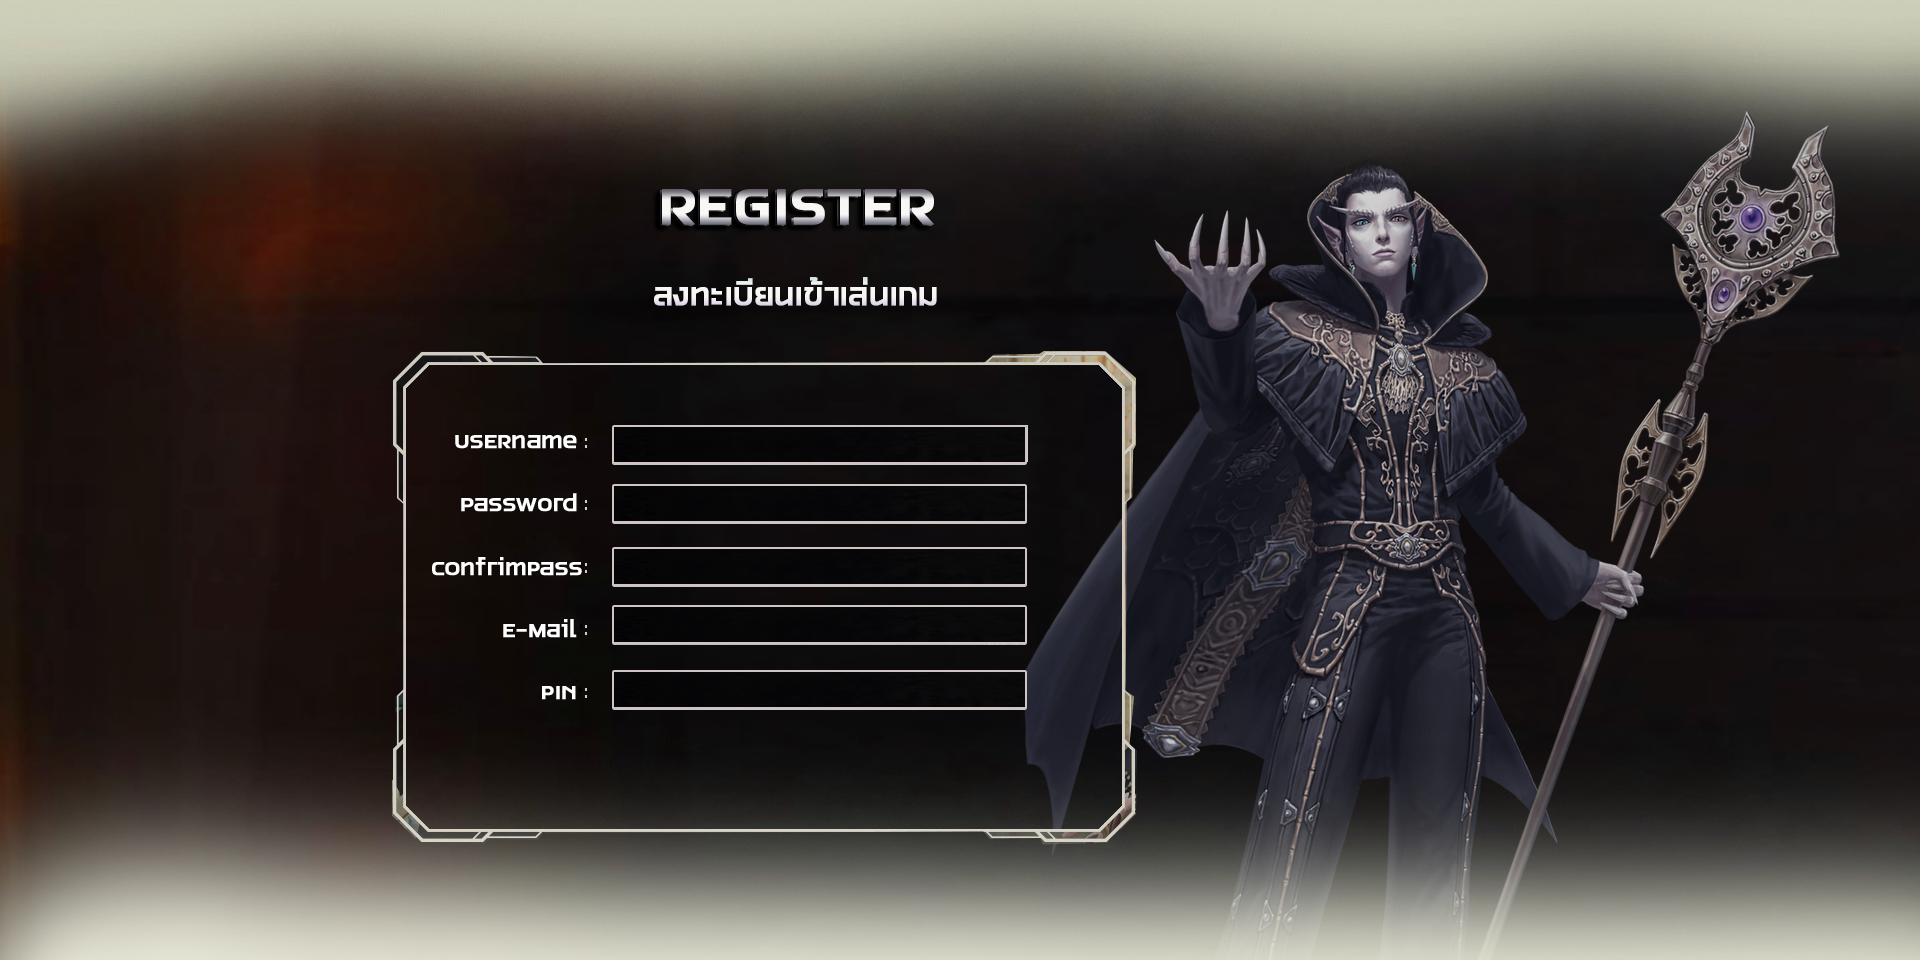 REGISTER
ลงทะเบียนเข้าเล่นเกม
username :
password :
confrimpass:
E-Mail :
PIN :